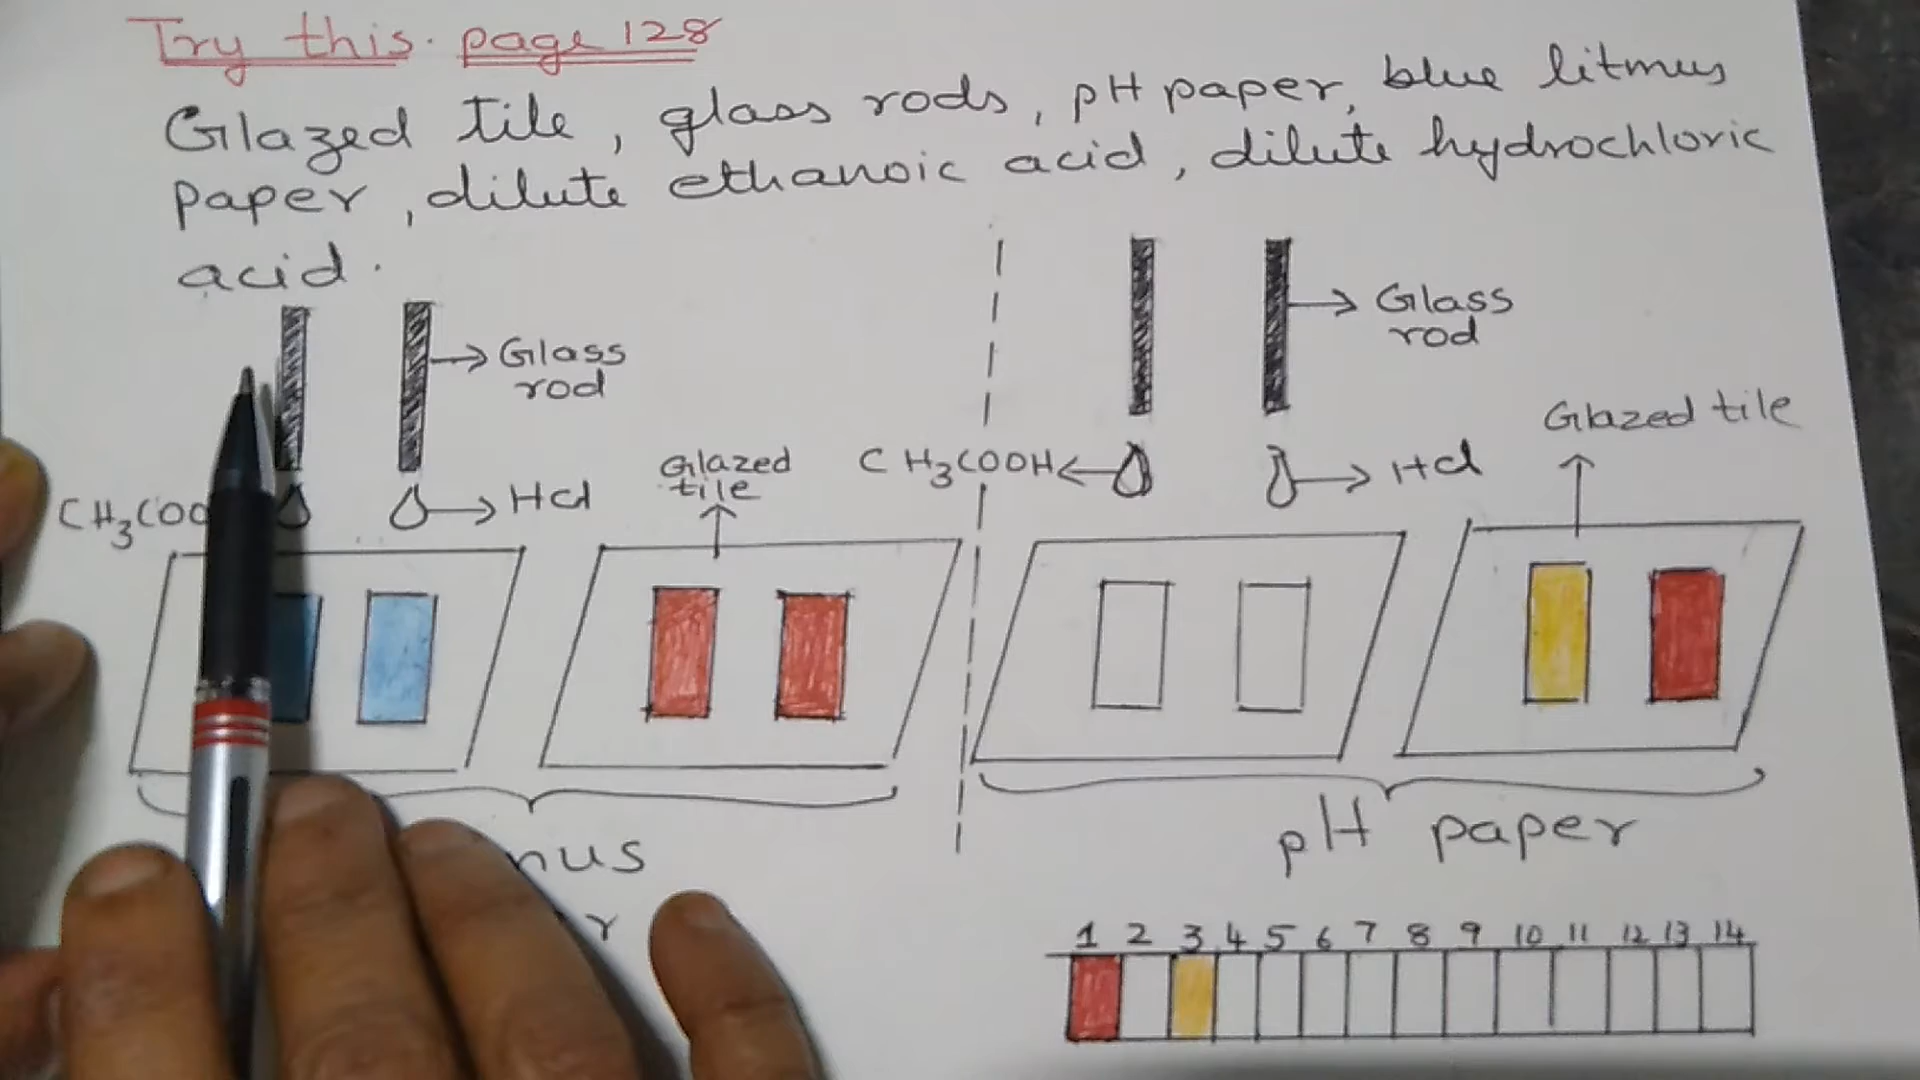 Try this. page 128
Glazed tile, glass rods, pH paper, blue litmus
paper, dilute ethanoic acid, dilute hydrochloric
acid.
Glass
rod
Glazed
tile
HCl
Glass
rod
Glazed tile
CH3COOH
HCl
pH paper
1 2 3 4 5 6 7 8 9 10 11 12 13 14